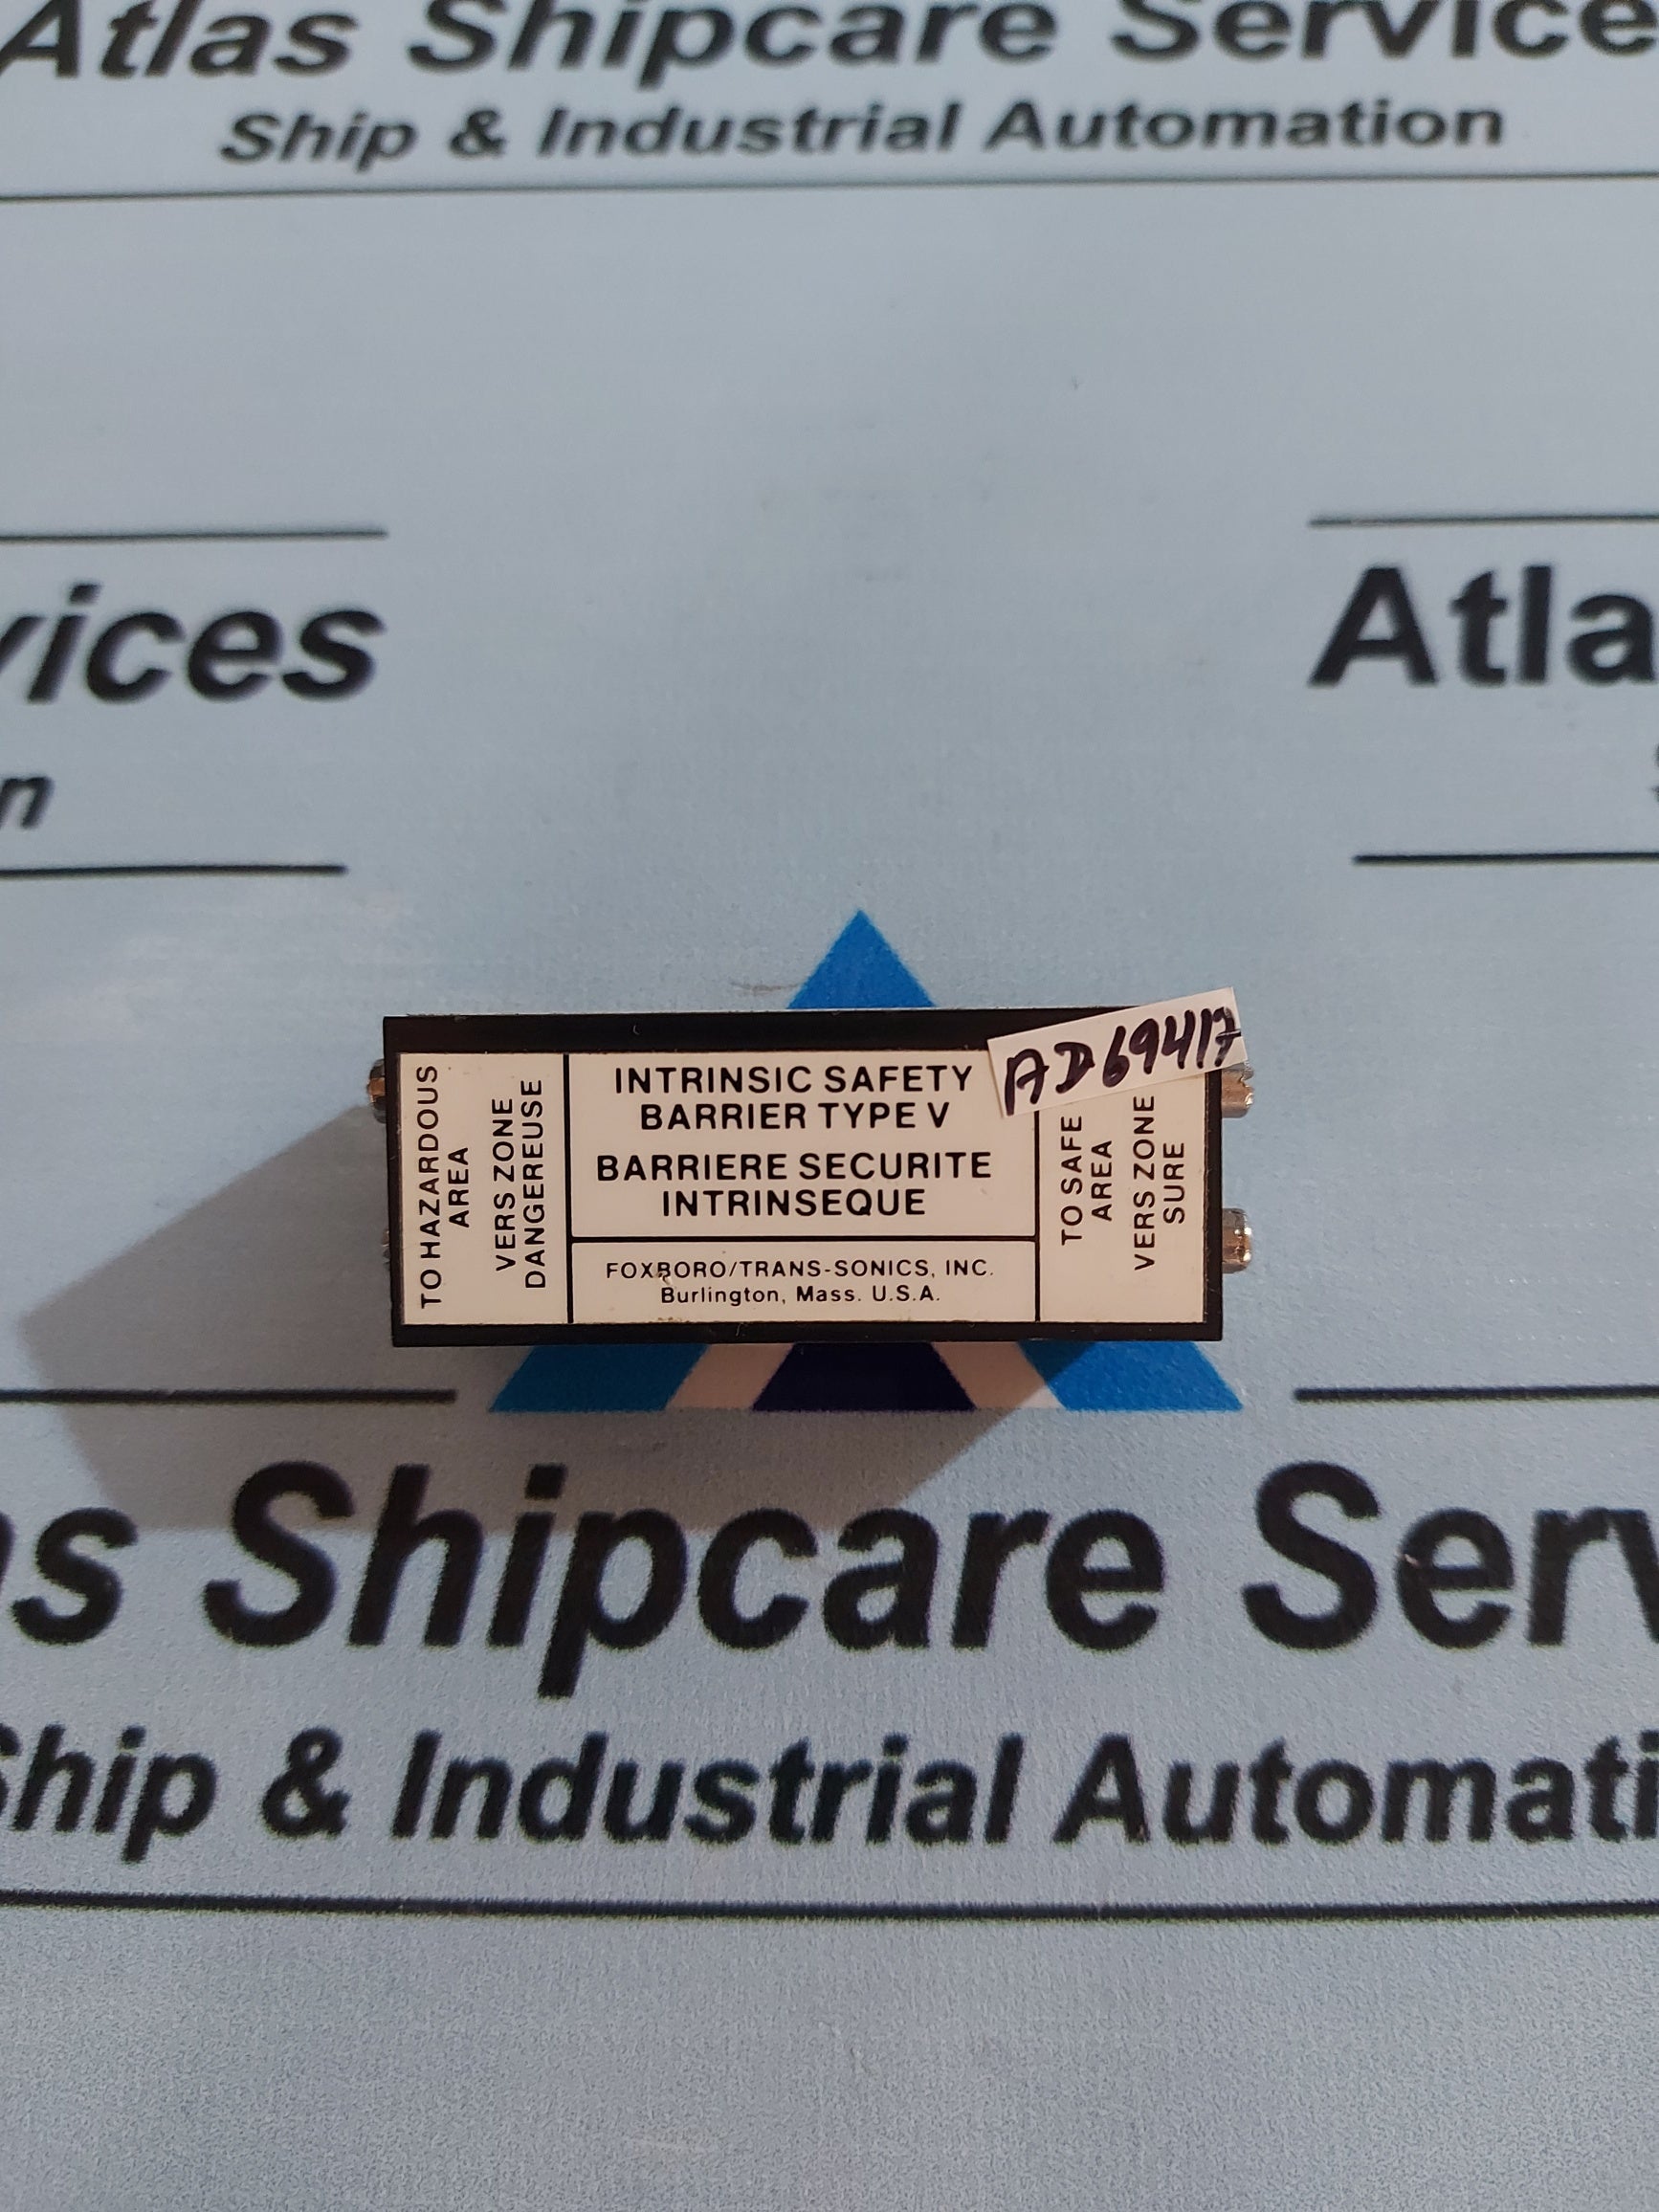 Atlas Shipcare Service
Ship & Industrial Automation
vices
Atla
n
AD69417
TO HAZARDOUS
AREA
VERS ZONE
DANGEREUSE
INTRINSIC SAFETY
BARRIER TYPE V
BARRIERE SECURITE
INTRINSEQUE
FOXBORO/TRANS-SONICS, INC.
Burlington, Mass. U.S.A.
TO SAFE
AREA
VERS ZONE
SURE
as Shipcare Serv
Ship & Industrial Automati